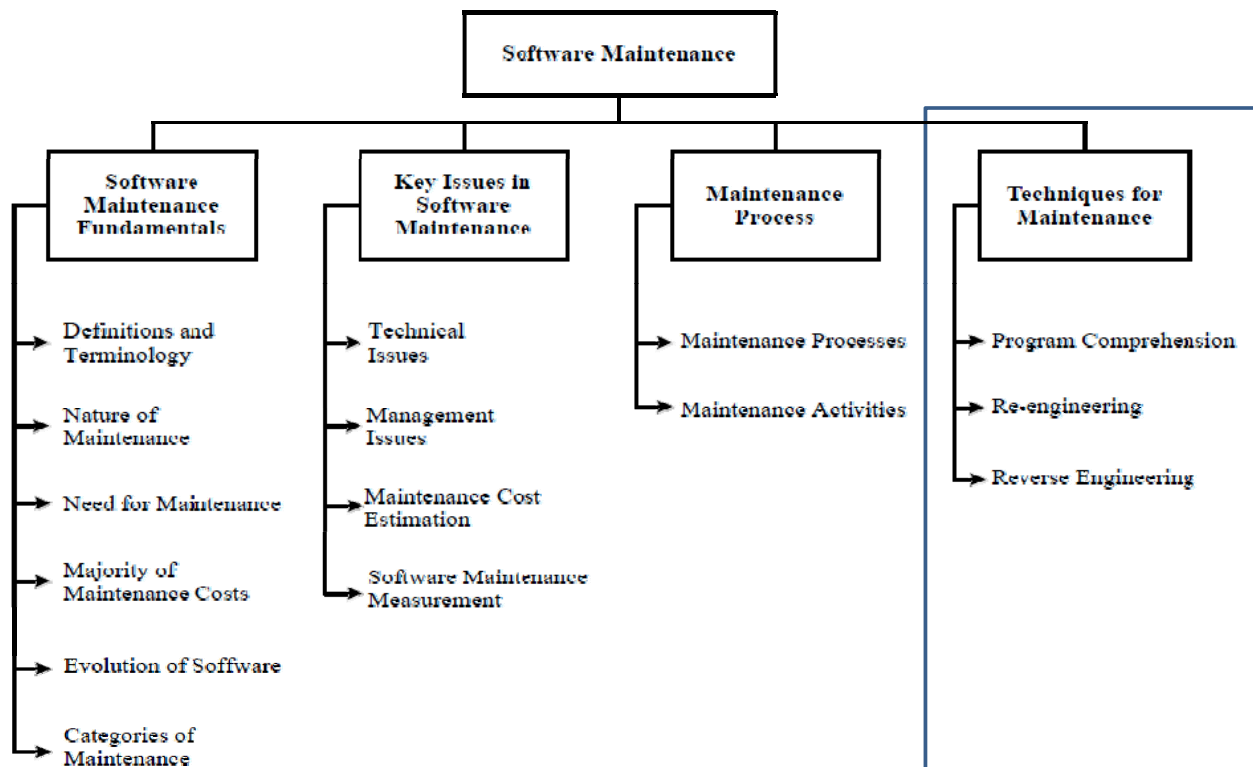 Software Maintenance
Software
Maintenance
Fundamentals
Definitions and
Terminology
Nature of
Maintenance
Need for Maintenance
Majority of
Maintenance Costs
Evolution of Soffware
Categories of
Maintenance
Key Issues in
Software
Maintenance
Technical
Issues
Management
Issues
Maintenance Cost
Estimation
Software Maintenance
Measurement
Maintenance
Process
Maintenance Processes
Maintenance Activities
Techniques for
Maintenance
Program Comprehension
Re-engineering
Reverse Engineering